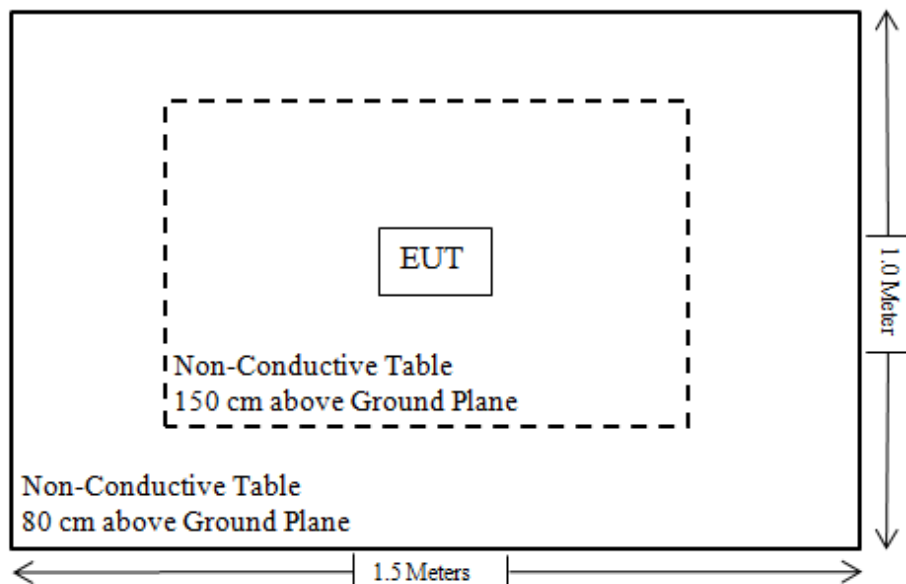 EUT
Non-Conductive Table
150 cm above Ground Plane
Non-Conductive Table
80 cm above Ground Plane
1.0 Meter
1.5 Meters